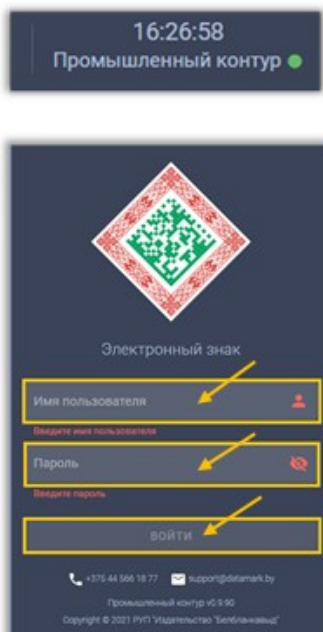 16:26:58
Промышленный контур
Электронный знак
Имя пользователя
Введите имя пользователя
Пароль
Введите пароль
ВОЙТИ
+375 44 566 18 77 support@datamark.by
Промышленный контур v0.9.90
Copyright © 2021 РУП "Издательство "Белбланкавыд"